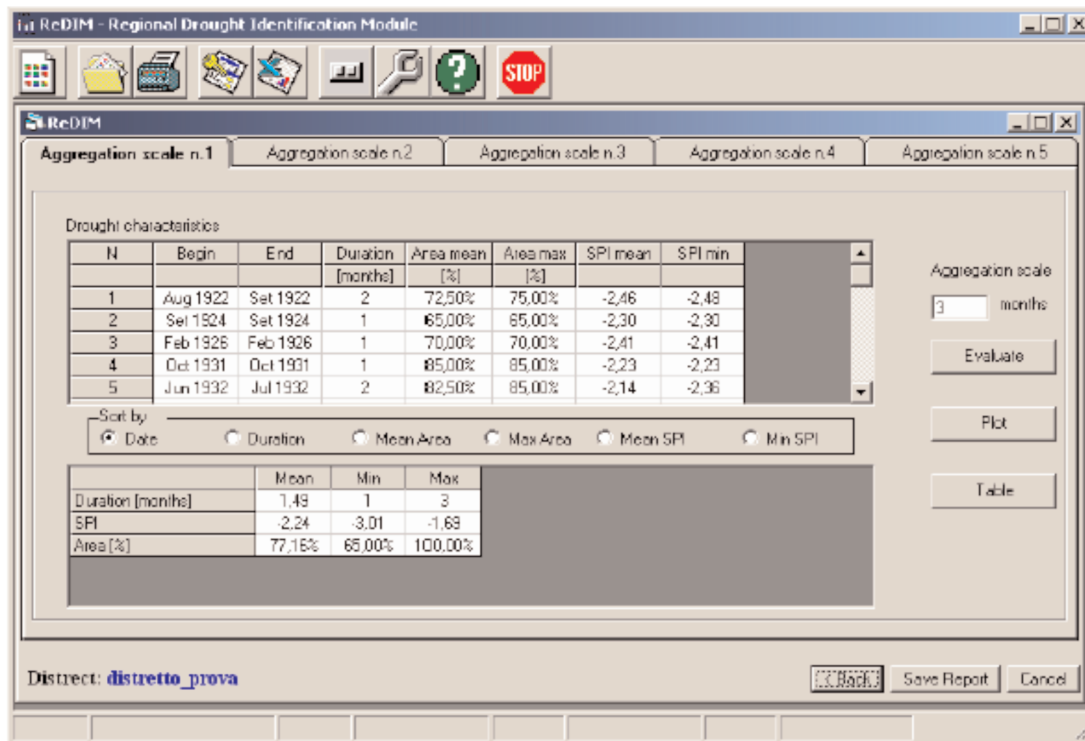 ReDIM - Regional Drought Identification Module
STOP
ReDIM
Aggregation scale n.1 Aggregation scale n.2 Aggregation scale n.3 Aggregation scale n.4 Aggregation scale n.5
Drought characteristics
N Begin End Duration Area mean Area max SPI mean SPI min
[months] [%] [%]
1 Aug 1922 Set 1922 2 72,50% 75,00% -2,46 -2,48
2 Set 1924 Set 1924 1 65,00% 65,00% -2,30 -2,30
3 Feb 1926 Feb 1926 1 70,00% 70,00% -2,41 -2,41
4 Oct 1931 Oct 1931 1 85,00% 85,00% -2,23 -2,23
5 Jun 1932 Jul 1932 2 82,50% 85,00% -2,14 -2,36
Aggregation scale
3 months
Evaluate
Plot
Table
Sort by
Date Duration Mean Area Max Area Mean SPI Min SPI
Mean Min Max
Duration [months] 1,49 1 3
SPI -2,24 -3,01 -1,69
Area [%] 77,16% 65,00% 100,00%
Distrect: distretto_prova
< Back Save Report Cancel